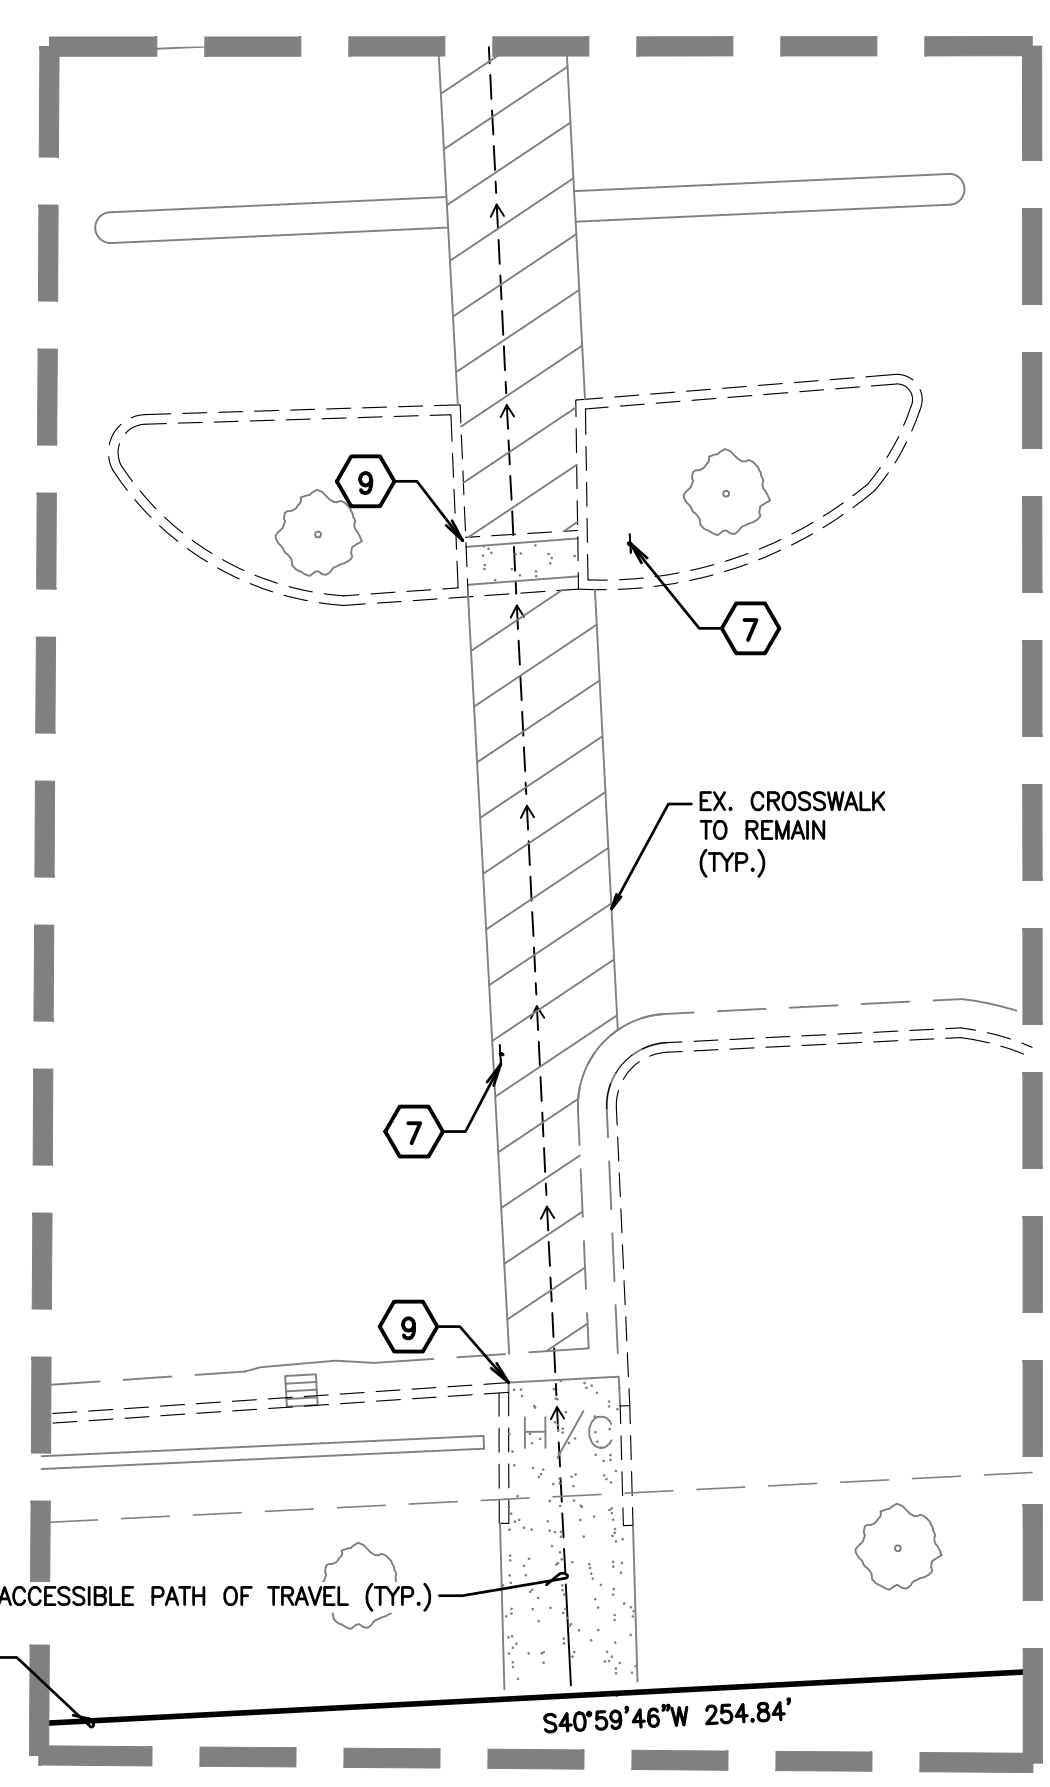 9
7
EX. CROSSWALK
TO REMAIN
(TYP.)
7
9
H/C
ACCESSIBLE PATH OF TRAVEL (TYP.)
S40°59'46"W 254.84'